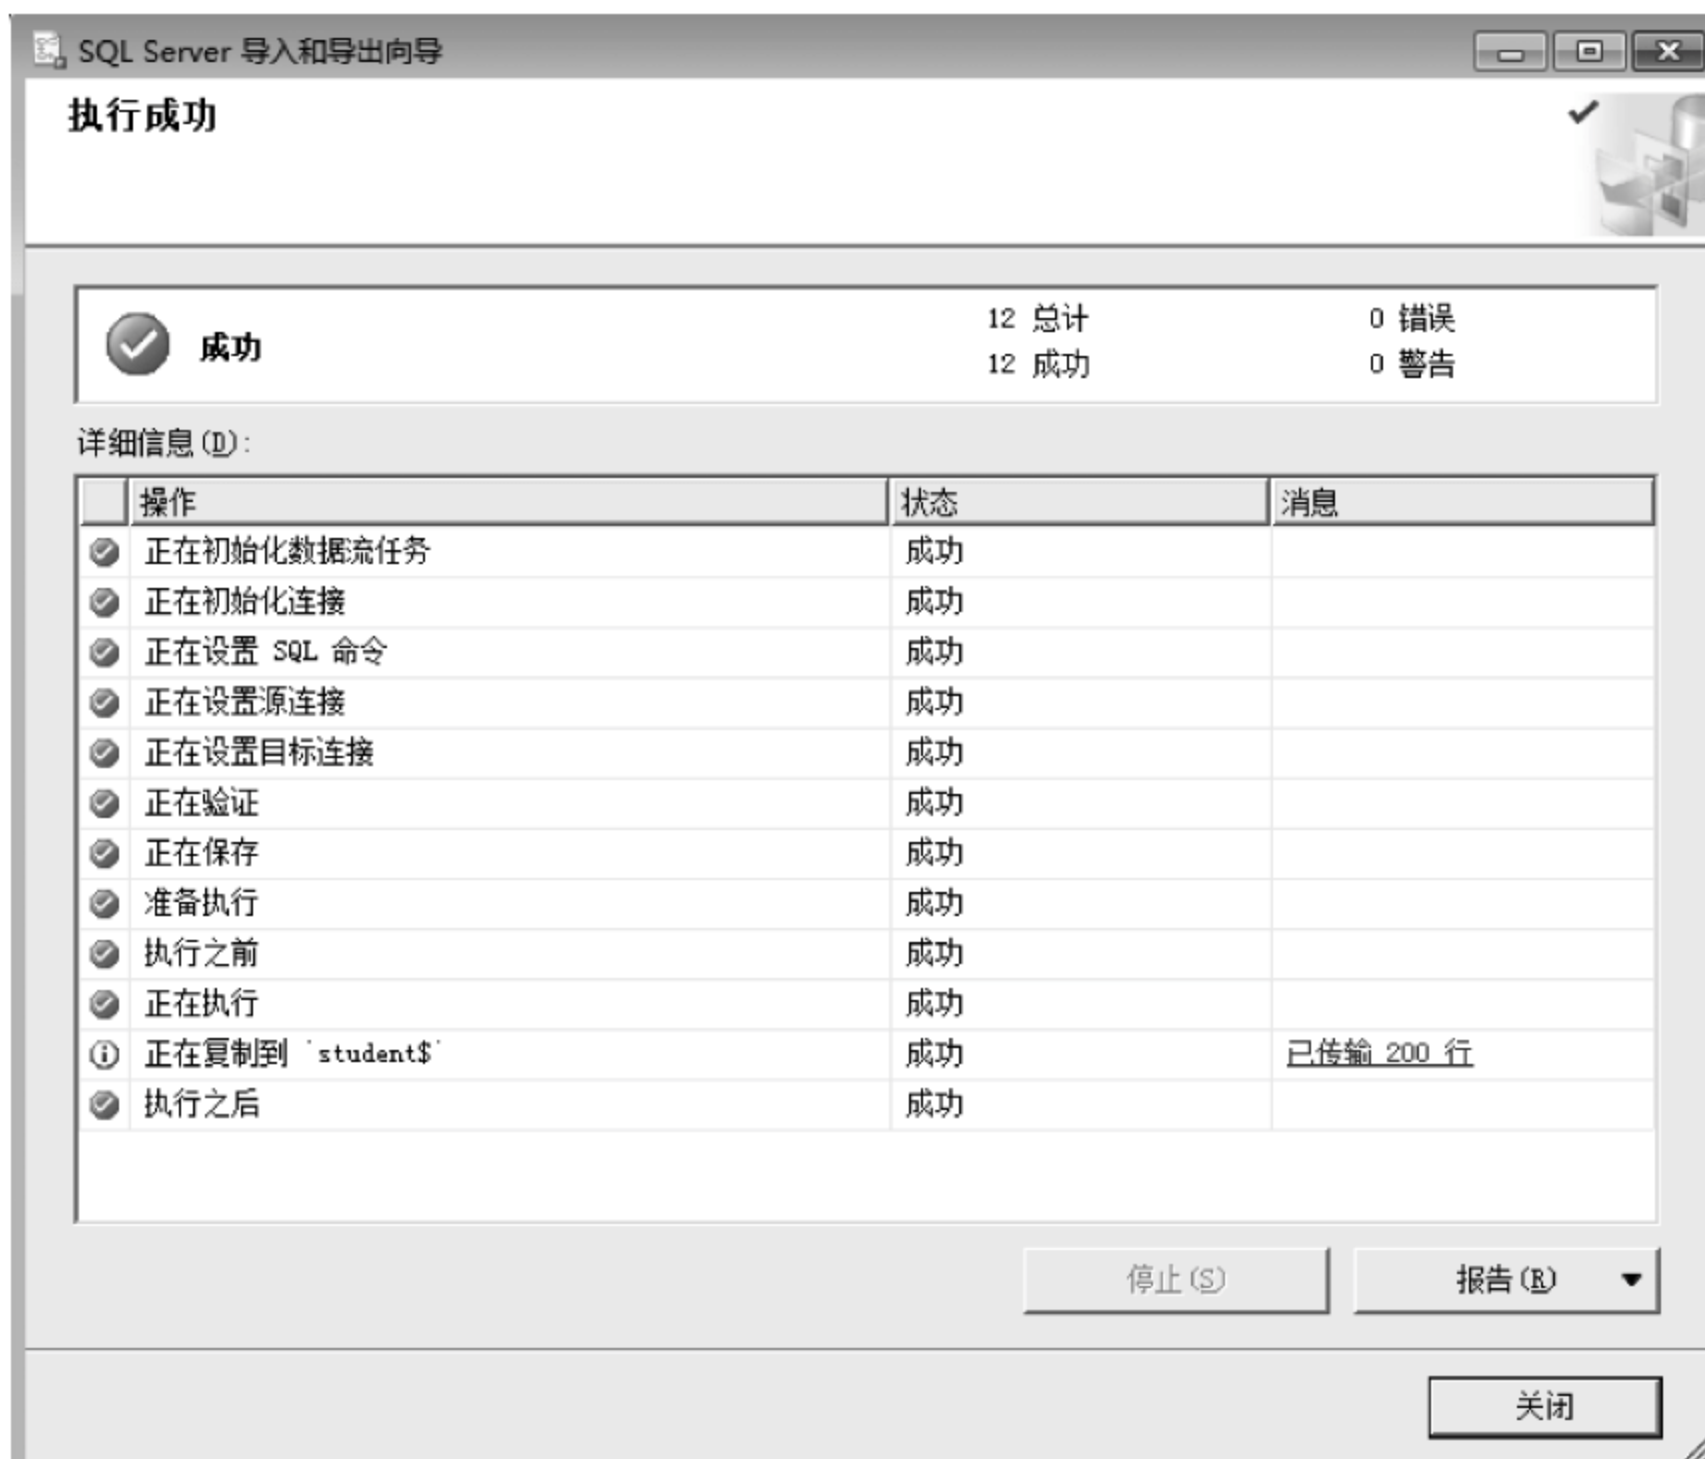 SQL Server 导入和导出向导
执行成功
成功
12 总计
0 错误
12 成功
0 警告
详细信息(D):
操作 状态 消息
正在初始化数据流任务 成功
正在初始化连接 成功
正在设置 SQL 命令 成功
正在设置源连接 成功
正在设置目标连接 成功
正在验证 成功
正在保存 成功
准备执行 成功
执行之前 成功
正在执行 成功
正在复制到 `student$` 成功 已传输 200 行
执行之后 成功
停止(S)
报告(R)
关闭